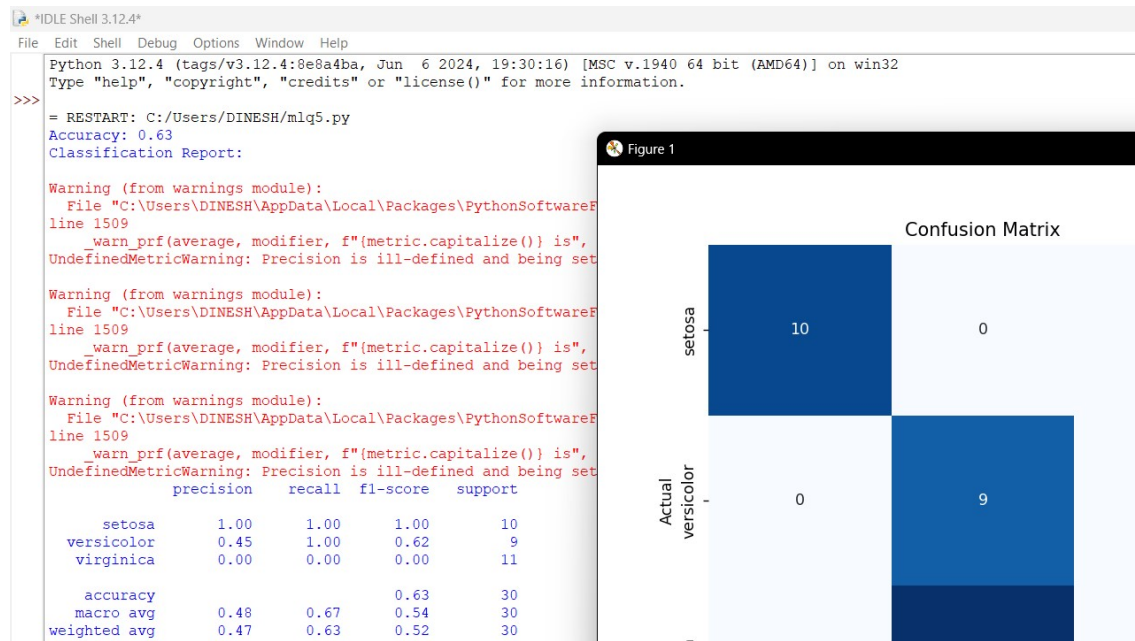 *IDLE Shell 3.12.4*
File Edit Shell Debug Options Window Help
Python 3.12.4 (tags/v3.12.4:8e8a4ba, Jun 6 2024, 19:30:16) [MSC v.1940 64 bit (AMD64)] on win32
Type "help", "copyright", "credits" or "license()" for more information.
>>>
= RESTART: C:/Users/DINESH/mlq5.py
Accuracy: 0.63
Classification Report:
Warning (from warnings module):
File "C:\Users\DINESH\AppData\Local\Packages\PythonSoftwareF
line 1509
_warn_prf(average, modifier, f"{metric.capitalize()} is",
UndefinedMetricWarning: Precision is ill-defined and being set
Warning (from warnings module):
File "C:\Users\DINESH\AppData\Local\Packages\PythonSoftwareF
line 1509
_warn_prf(average, modifier, f"{metric.capitalize()} is",
UndefinedMetricWarning: Precision is ill-defined and being set
Warning (from warnings module):
File "C:\Users\DINESH\AppData\Local\Packages\PythonSoftwareF
line 1509
_warn_prf(average, modifier, f"{metric.capitalize()} is",
UndefinedMetricWarning: Precision is ill-defined and being set
precision recall f1-score support
setosa 1.00 1.00 1.00 10
versicolor 0.45 1.00 0.62 9
virginica 0.00 0.00 0.00 11
accuracy 0.63 30
macro avg 0.48 0.67 0.54 30
weighted avg 0.47 0.63 0.52 30
Figure 1
Confusion Matrix
setosa
10 0
Actual
versicolor
0 9